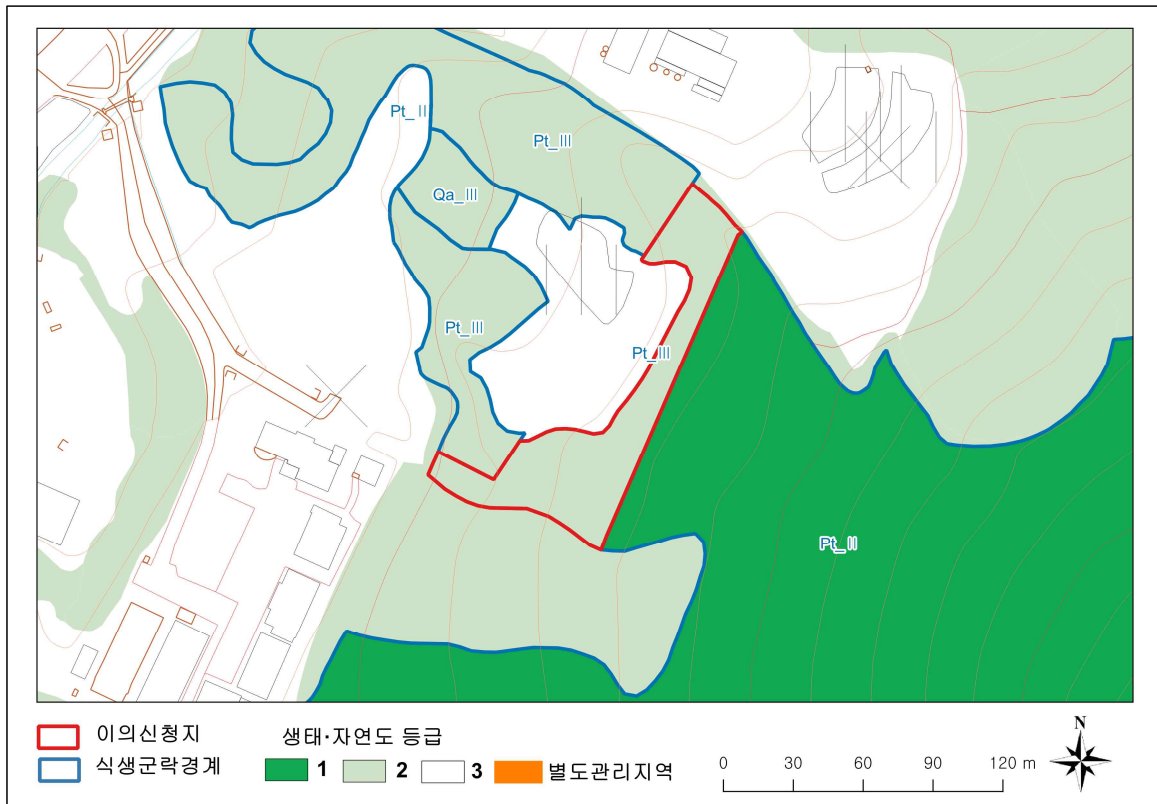 Pt_Ⅱ
Pt_Ⅲ
Qa_Ⅲ
Pt_Ⅲ
Pt_Ⅲ
Pt_Ⅱ
이의신청지
식생군락경계
생태·자연도 등급
1 2 3 별도관리지역
0 30 60 90 120 m
N